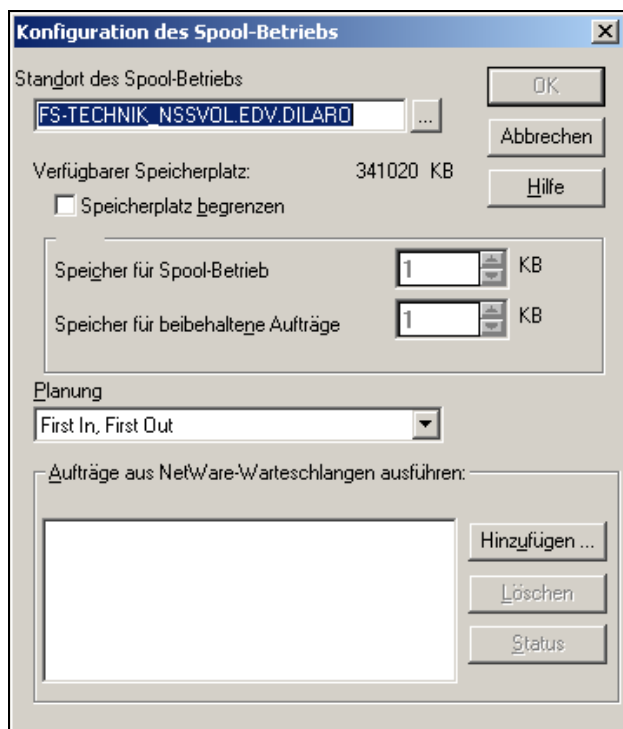 Konfiguration des Spool-Betriebs
Standort des Spool-Betriebs
OK
FS-TECHNIK_NSSVOL.EDV.DILARO ...
Abbrechen
Verfügbarer Speicherplatz: 341020 KB
Hilfe
Speicherplatz begrenzen
Speicher für Spool-Betrieb 1 KB
Speicher für beibehaltene Aufträge 1 KB
Planung
First In, First Out
Aufträge aus NetWare-Warteschlangen ausführen:
Hinzufügen ...
Löschen
Status